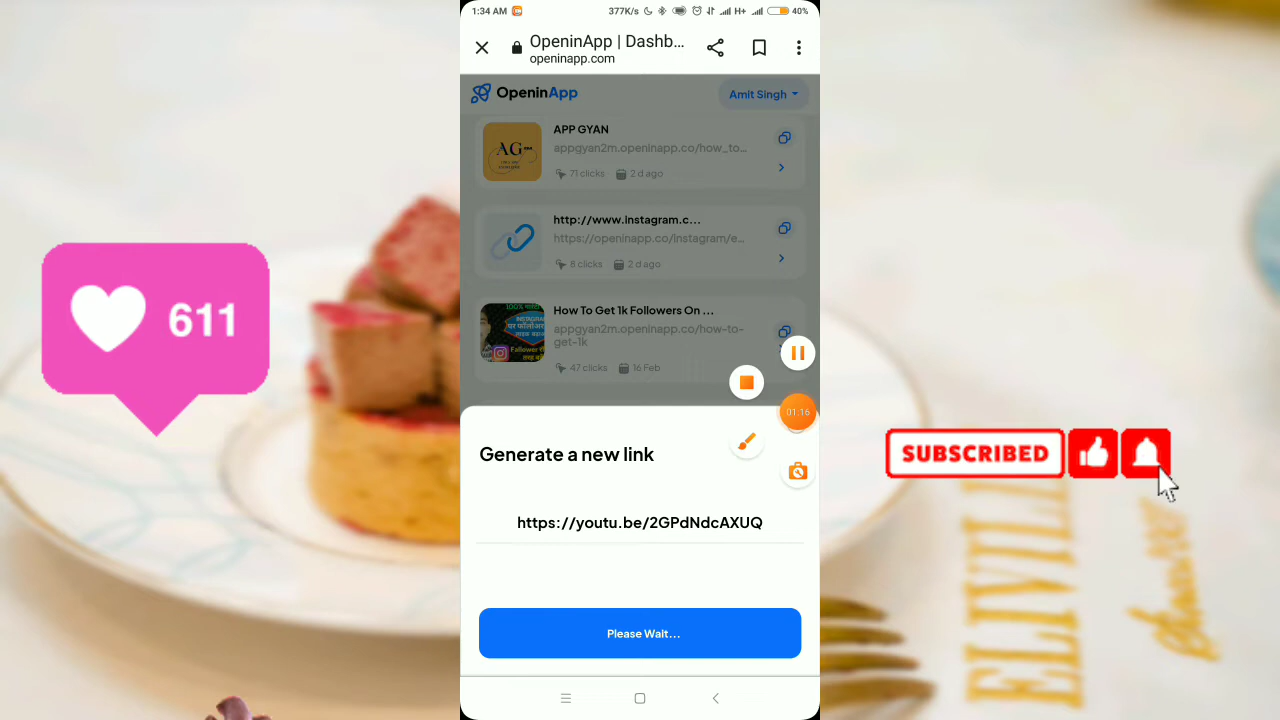 1:34 AM
377K/s
H+
40%
OpeninApp | Dashb...
openinapp.com
OpeninApp
Amit Singh
APP GYAN
AG
appgyan2m.openinapp.co/how_to...
71 clicks
2 d ago
http://www.instagram.c...
https://openinapp.co/instagram/e...
8 clicks
2 d ago
How To Get 1k Followers On ...
appgyan2m.openinapp.co/how-to-
get-1k
47 clicks
16 Feb
01:16
Generate a new link
https://youtu.be/2GPdNdcAXUQ
Please Wait...
611
SUBSCRIBED